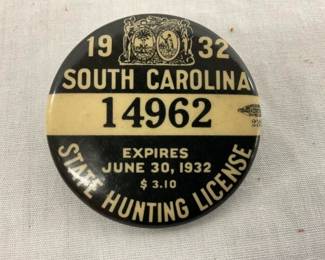 1932
SOUTH CAROLINA
14962
EXPIRES
JUNE 30, 1932
$ 3.10
STATE HUNTING LICENSE